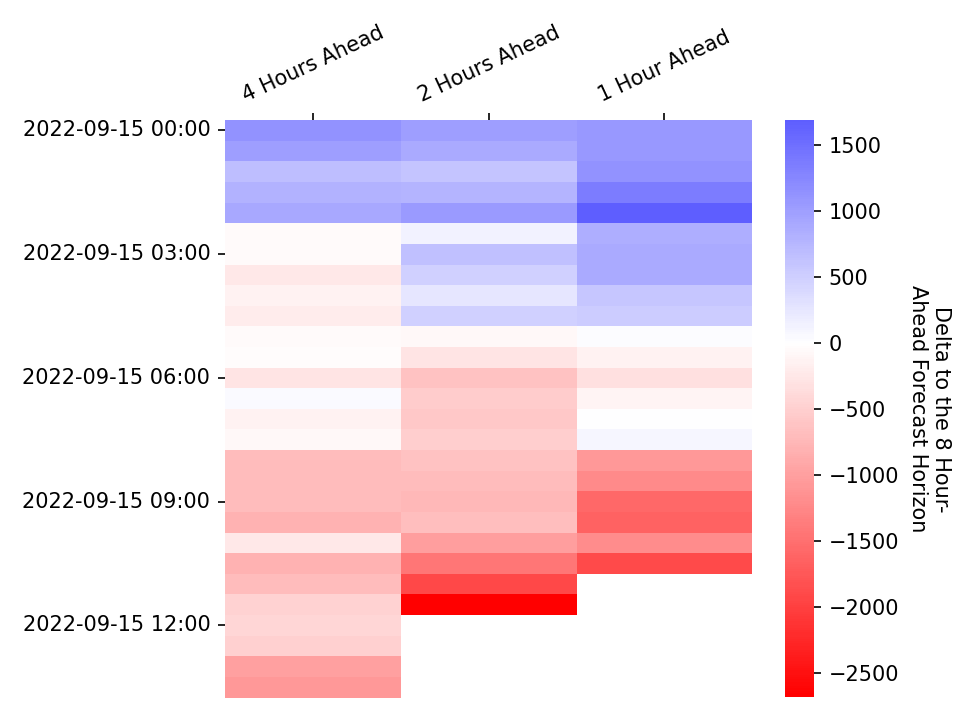 4 Hours Ahead
2 Hours Ahead
1 Hour Ahead
2022-09-15 00:00
2022-09-15 03:00
2022-09-15 06:00
2022-09-15 09:00
2022-09-15 12:00
1500
1000
500
0
−500
−1000
−1500
−2000
−2500
Delta to the 8 Hour-
Ahead Forecast Horizon